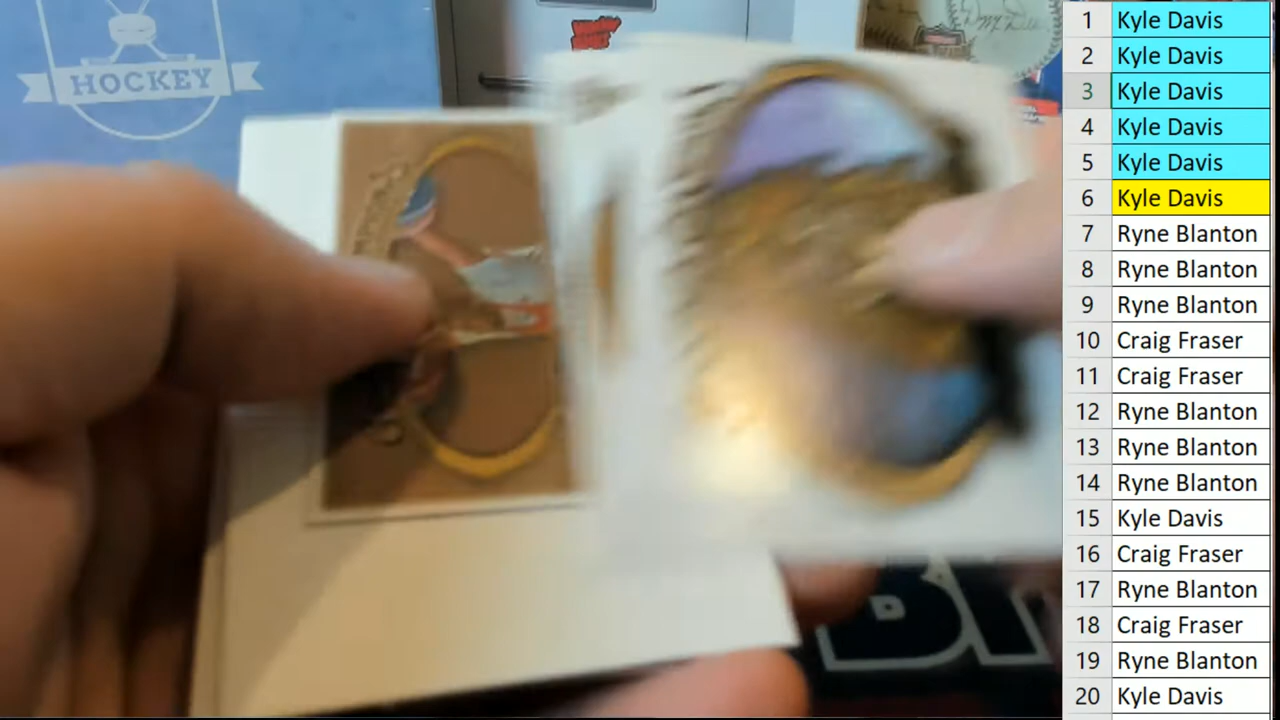 HOCKEY
1 Kyle Davis
2 Kyle Davis
3 Kyle Davis
4 Kyle Davis
5 Kyle Davis
6 Kyle Davis
7 Ryne Blanton
8 Ryne Blanton
9 Ryne Blanton
10 Craig Fraser
11 Craig Fraser
12 Ryne Blanton
13 Ryne Blanton
14 Ryne Blanton
15 Kyle Davis
16 Craig Fraser
17 Ryne Blanton
18 Craig Fraser
19 Ryne Blanton
20 Kyle Davis